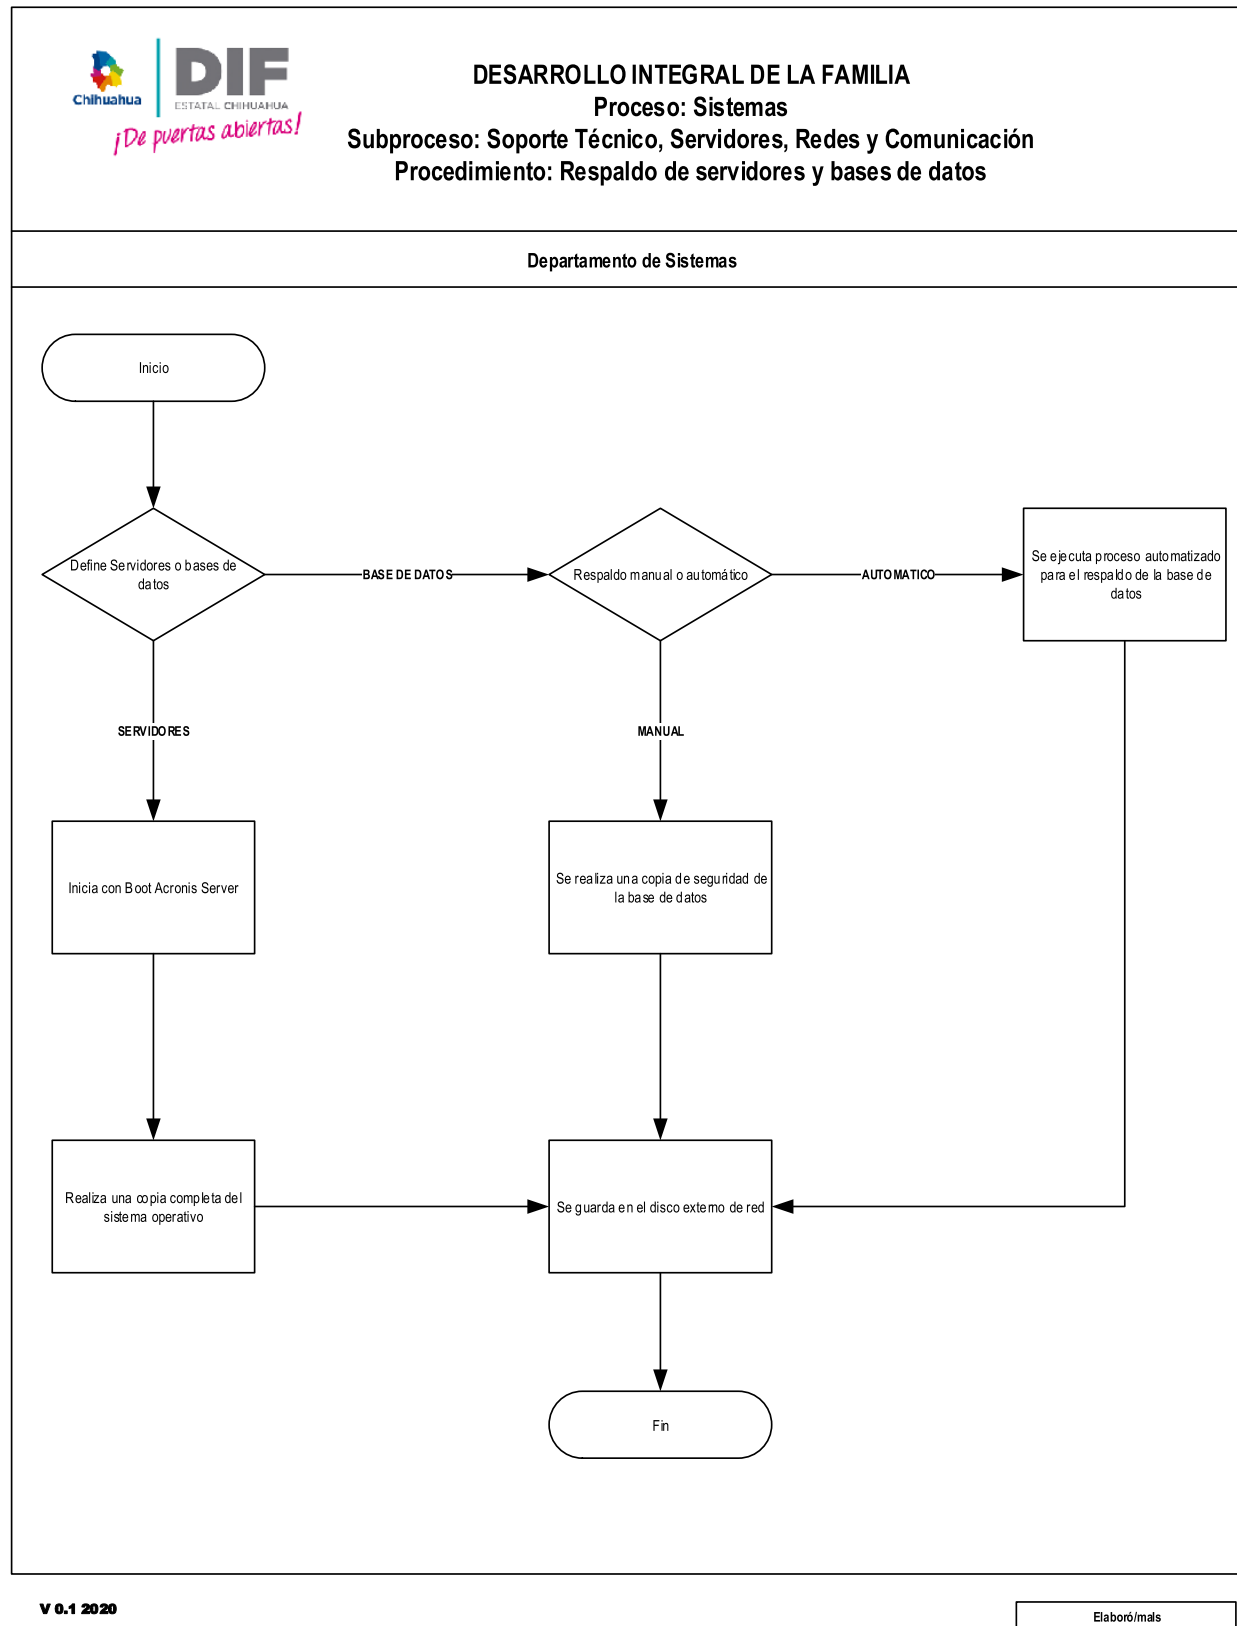 Chihuahua
DIF
ESTATAL CHIHUAHUA
¡De puertas abiertas!
DESARROLLO INTEGRAL DE LA FAMILIA
Proceso: Sistemas
Subproceso: Soporte Técnico, Servidores, Redes y Comunicación
Procedimiento: Respaldo de servidores y bases de datos
Departamento de Sistemas
Inicio
Define Servidores o bases de
datos
BASE DE DATOS
Respaldo manual o automático
AUTOMATICO
Se ejecuta proceso automatizado
para el respaldo de la base de
datos
SERVIDORES
MANUAL
Inicia con Boot Acronis Server
Se realiza una copia de seguridad de
la base de datos
Realiza una copia completa del
sistema operativo
Se guarda en el disco externo de red
Fin
V 0.1 2020
Elaboró/mals